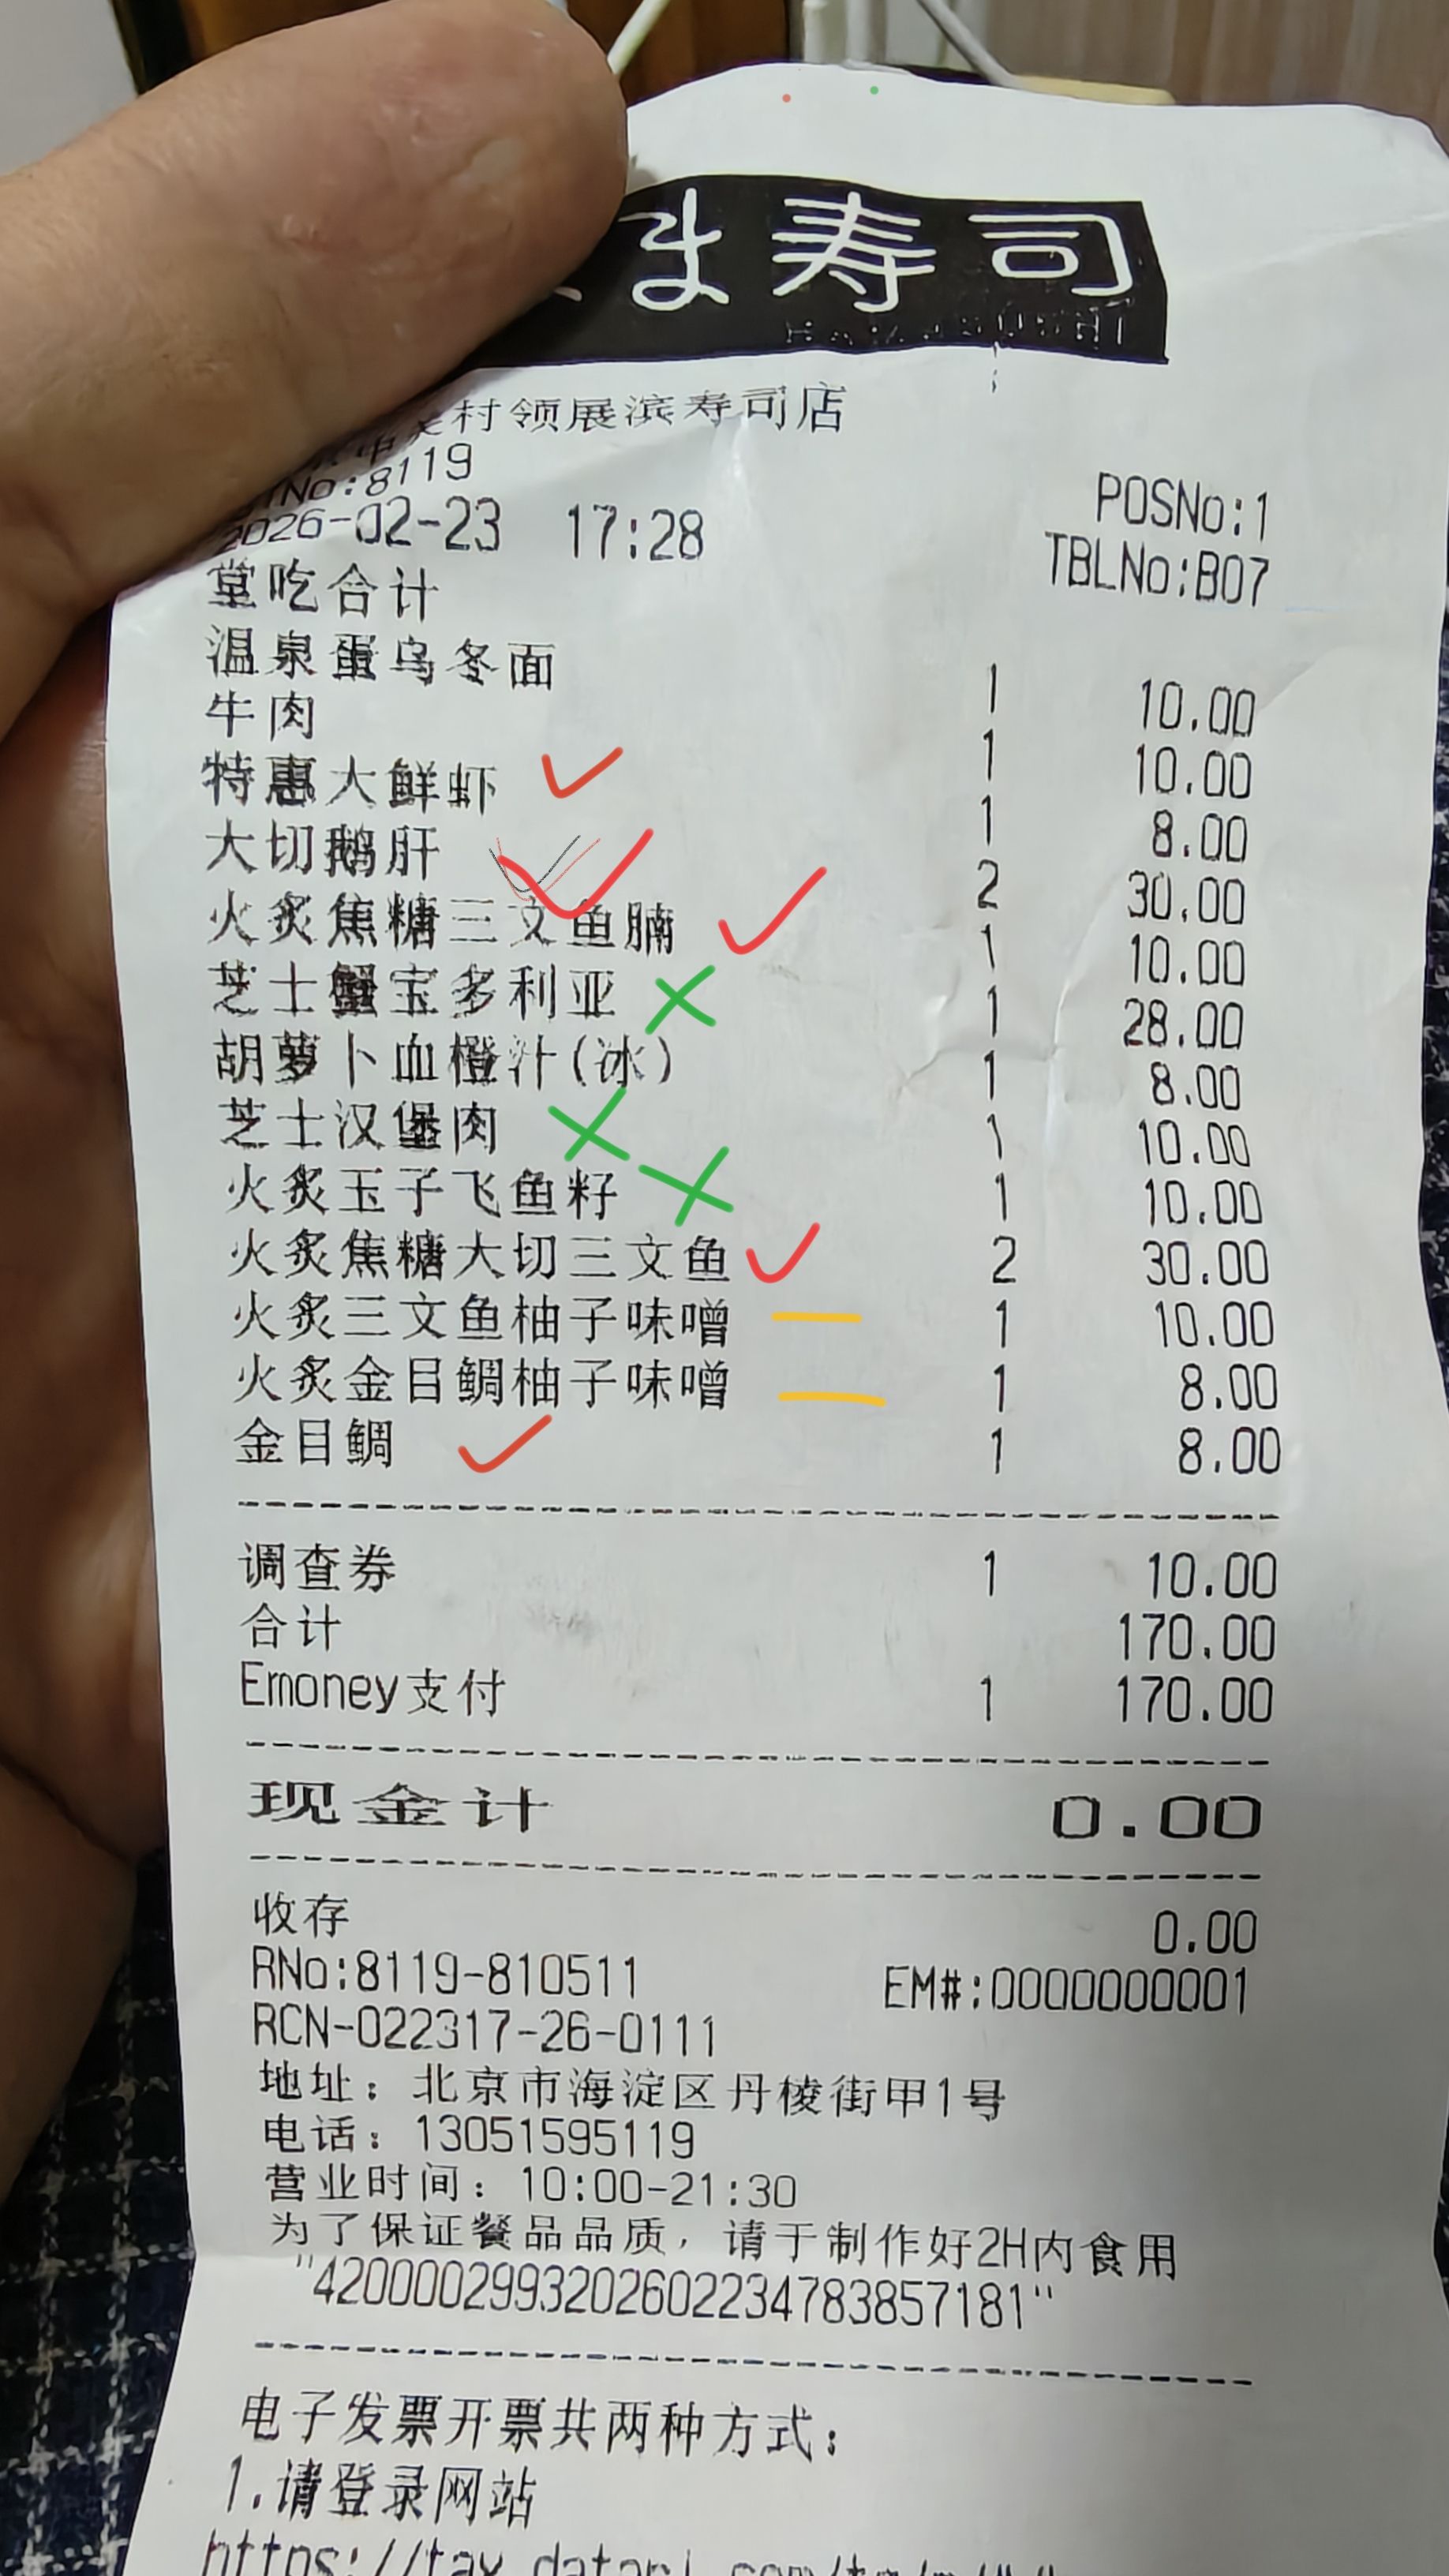 ま寿司
HAMAZUSHI
村领展滨寿司店
No:8119
POSNo:1
2026-02-23 17:28
TBLNo:B07
堂吃合计
温泉蛋乌冬面 1 10.00
牛肉 1 10.00
特惠大鲜虾 1 8.00
大切鹅肝 2 30.00
火炙焦糖三文鱼腩 1 10.00
芝士蟹宝多利亚 1 28.00
胡萝卜血橙汁(冰) 1 8.00
芝士汉堡肉 1 10.00
火炙玉子飞鱼籽 1 10.00
火炙焦糖大切三文鱼 2 30.00
火炙三文鱼柚子味噌 1 10.00
火炙金目鲷柚子味噌 1 8.00
金目鲷 1 8.00
调查券 1 10.00
合计 170.00
Emoney支付 1 170.00
现金计 0.00
收存 0.00
RNo:8119-810511 EM#:0000000001
RCN-022317-26-0111
地址：北京市海淀区丹棱街甲1号
电话：13051595119
营业时间：10:00-21:30
为了保证餐品品质，请于制作好2H内食用
"4200002993202602234783857181"
电子发票开票共两种方式：
1.请登录网站